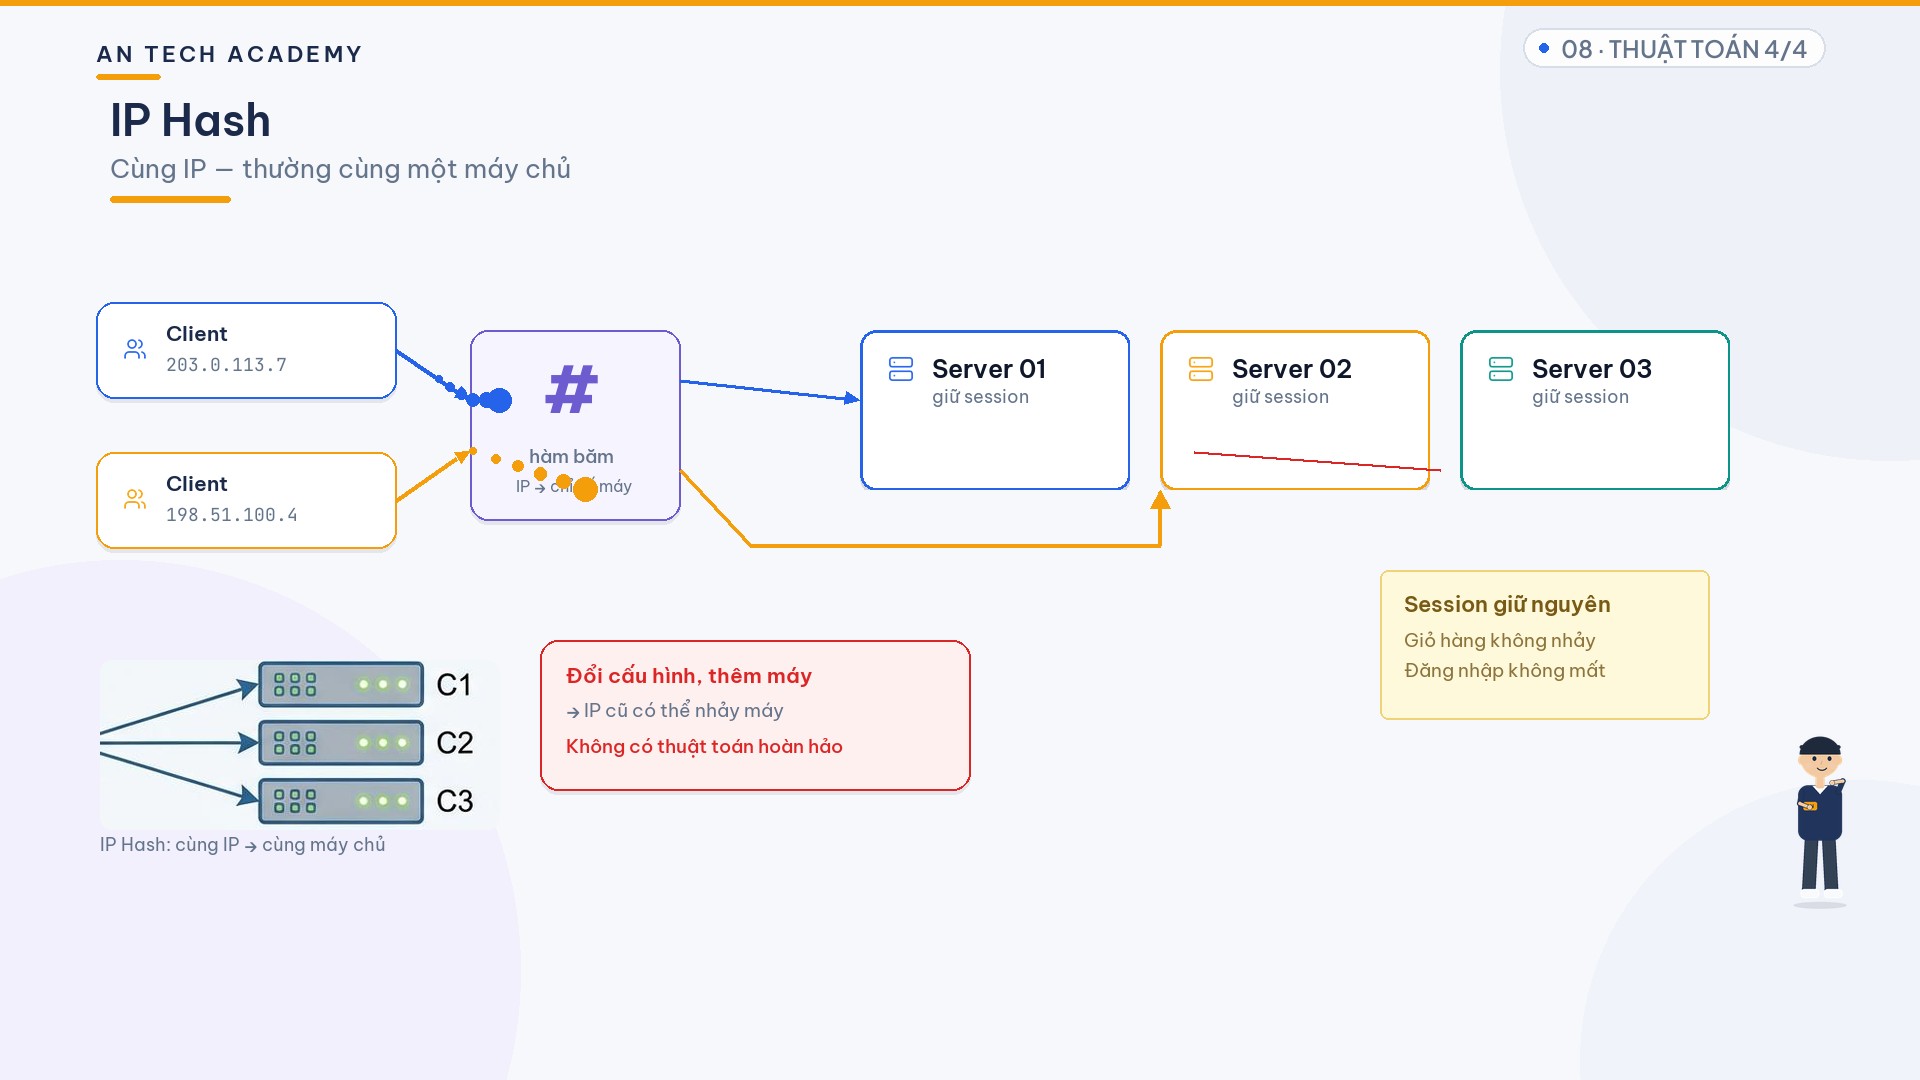 AN TECH ACADEMY
08 · THUẬT TOÁN 4/4
IP Hash
Cùng IP — thường cùng một máy chủ
Client
203.0.113.7
Client
198.51.100.4
#
hàm băm
IP → máy
Server 01
giữ session
Server 02
giữ session
Server 03
giữ session
Session giữ nguyên
Giỏ hàng không nhảy
Đăng nhập không mất
Đổi cấu hình, thêm máy
→ IP cũ có thể nhảy máy
Không có thuật toán hoàn hảo
C1
C2
C3
IP Hash: cùng IP → cùng máy chủ